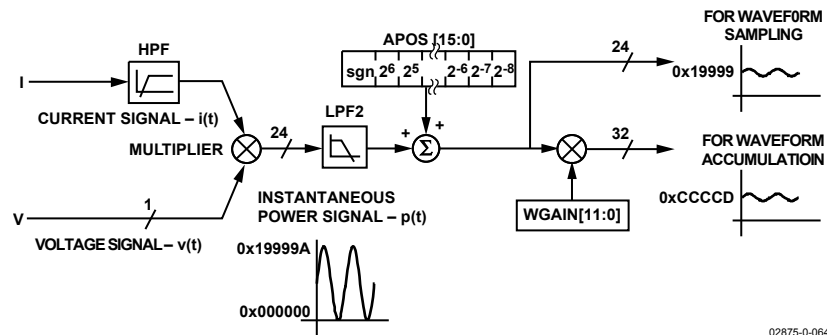 FOR WAVEF0RM
SAMPLING
APOS [15:0]
24
HPF
sgn 2^6 2^5 2^-6 2^-7 2^-8
0x19999
I
LPF2
32
CURRENT SIGNAL – i(t)
24
+
+
FOR WAVEFORM
ACCUMULATIOIN
MULTIPLIER
Σ
INSTANTANEOUS
POWER SIGNAL – p(t)
1
0xCCCCD
V
WGAIN[11:0]
VOLTAGE SIGNAL – v(t)
0x19999A
0x000000
02875-0-064